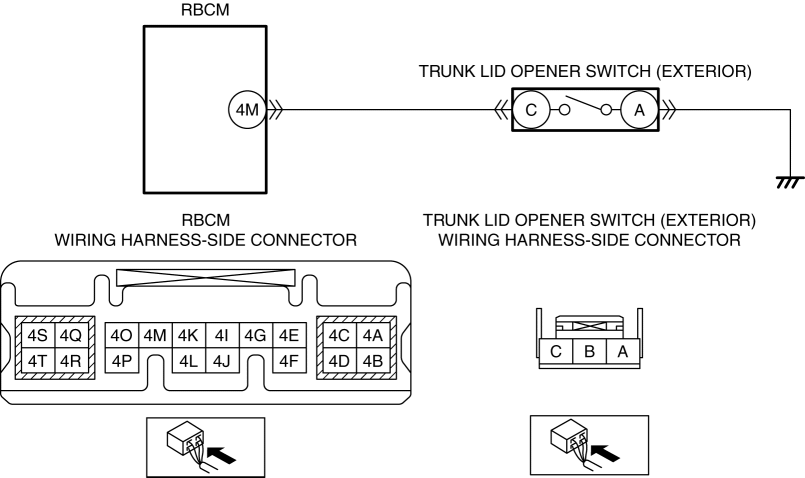 RBCM
TRUNK LID OPENER SWITCH (EXTERIOR)
4M
C
A
RBCM
WIRING HARNESS-SIDE CONNECTOR
TRUNK LID OPENER SWITCH (EXTERIOR)
WIRING HARNESS-SIDE CONNECTOR
4S 4Q 4O 4M 4K 4I 4G 4E 4C 4A
4T 4R 4P 4L 4J 4F 4D 4B
C B A